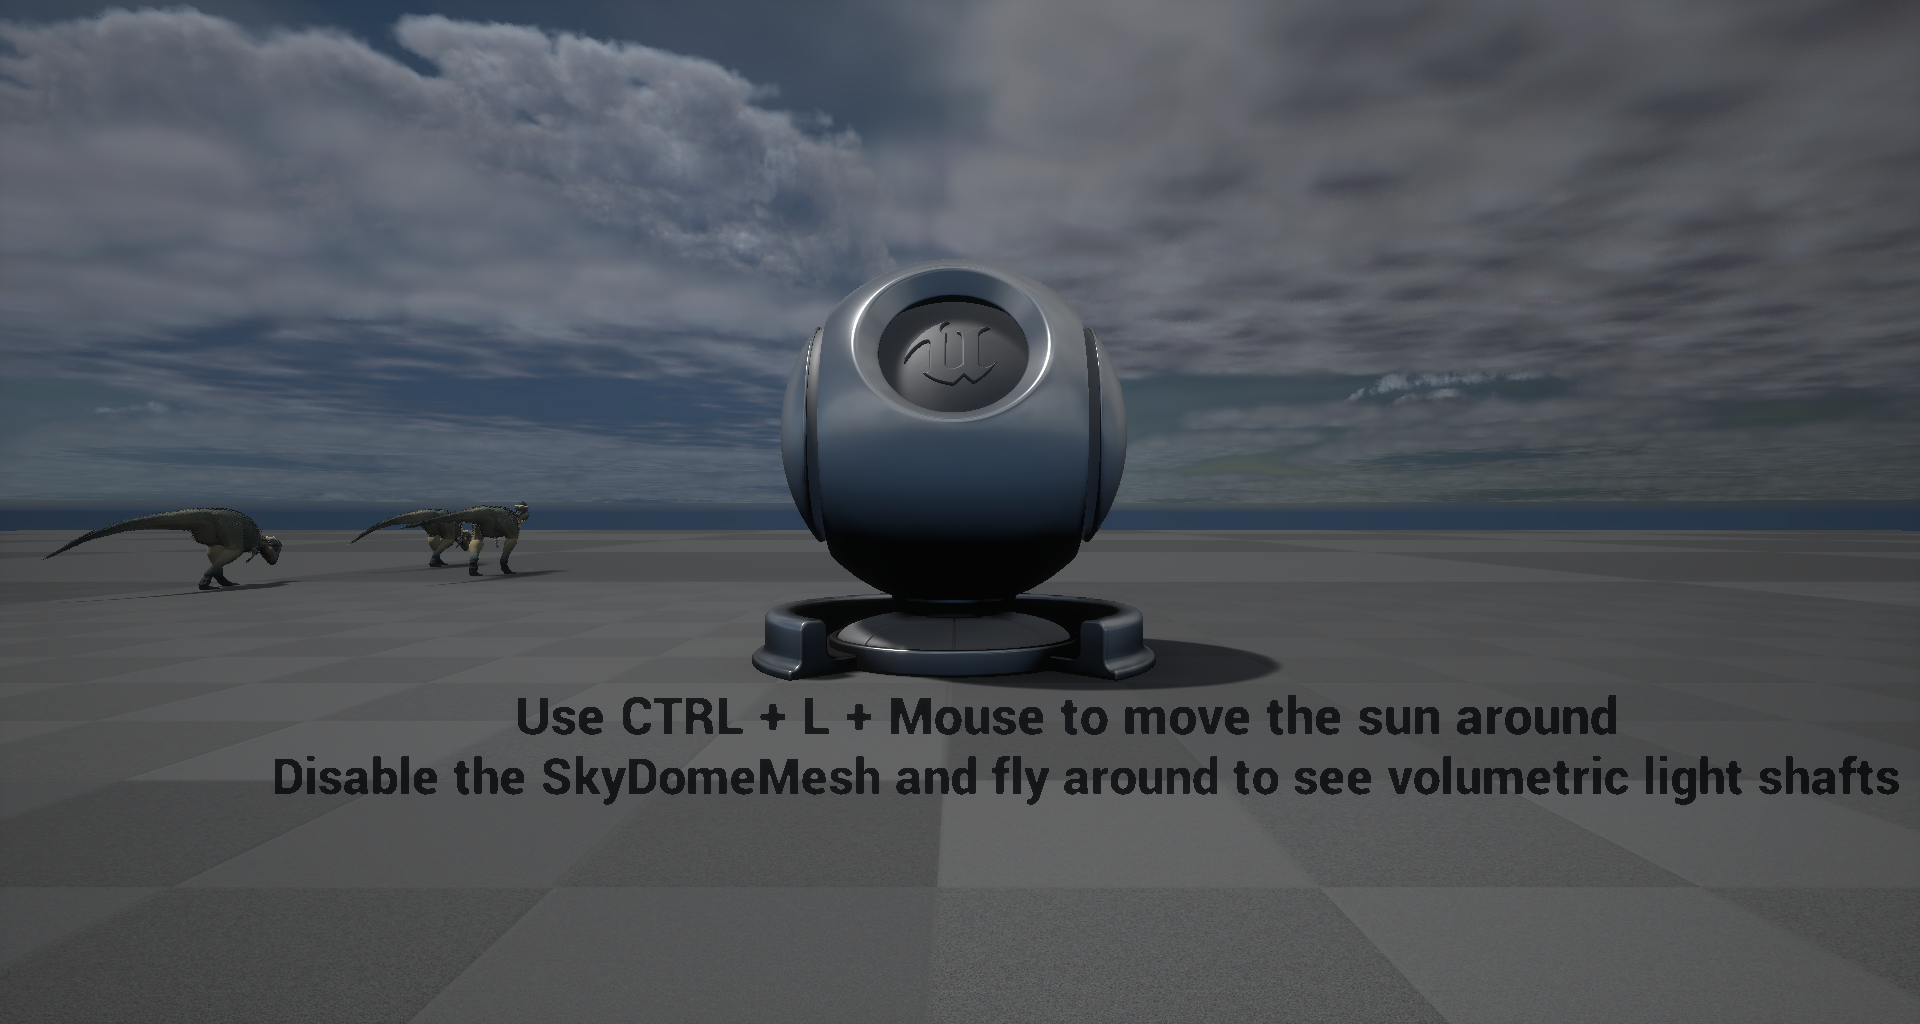 Use CTRL + L + Mouse to move the sun around
Disable the SkyDomeMesh and fly around to see volumetric light shafts